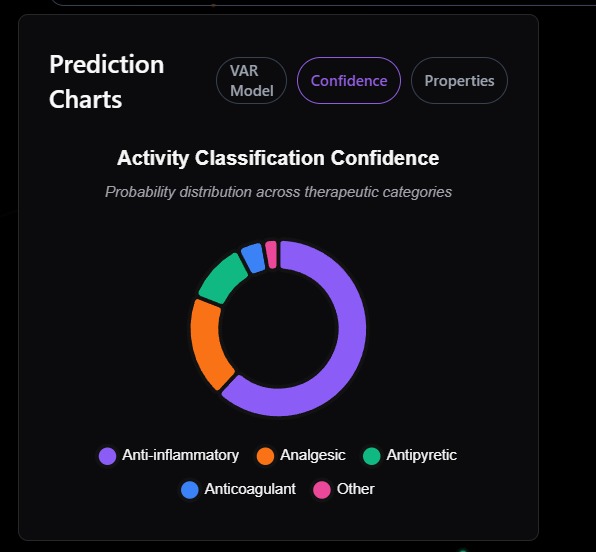 Prediction
Charts
VAR
Model
Confidence
Properties
Activity Classification Confidence
Probability distribution across therapeutic categories
Anti-inflammatory
Analgesic
Antipyretic
Anticoagulant
Other